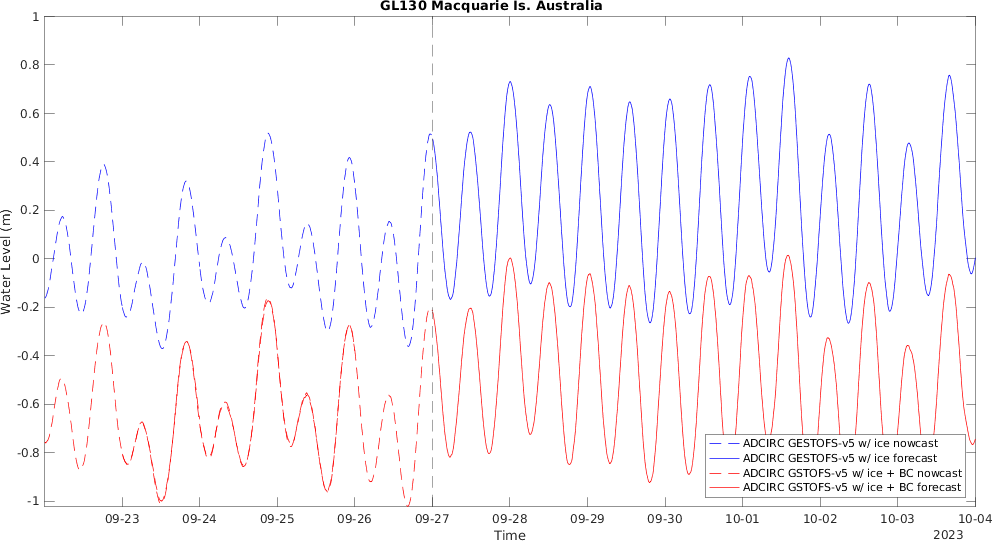 GL130 Macquarie Is. Australia
1
0.8
0.6
0.4
0.2
0
-0.2
-0.4
-0.6
-0.8
-1
Water Level (m)
ADCIRC GESTOFS-v5 w/ ice nowcast
ADCIRC GESTOFS-v5 w/ ice forecast
ADCIRC GSTOFS-v5 w/ ice + BC nowcast
ADCIRC GSTOFS-v5 w/ ice + BC forecast
09-23 09-24 09-25 09-26 09-27 09-28 09-29 09-30 10-01 10-02 10-03 10-04
Time
2023